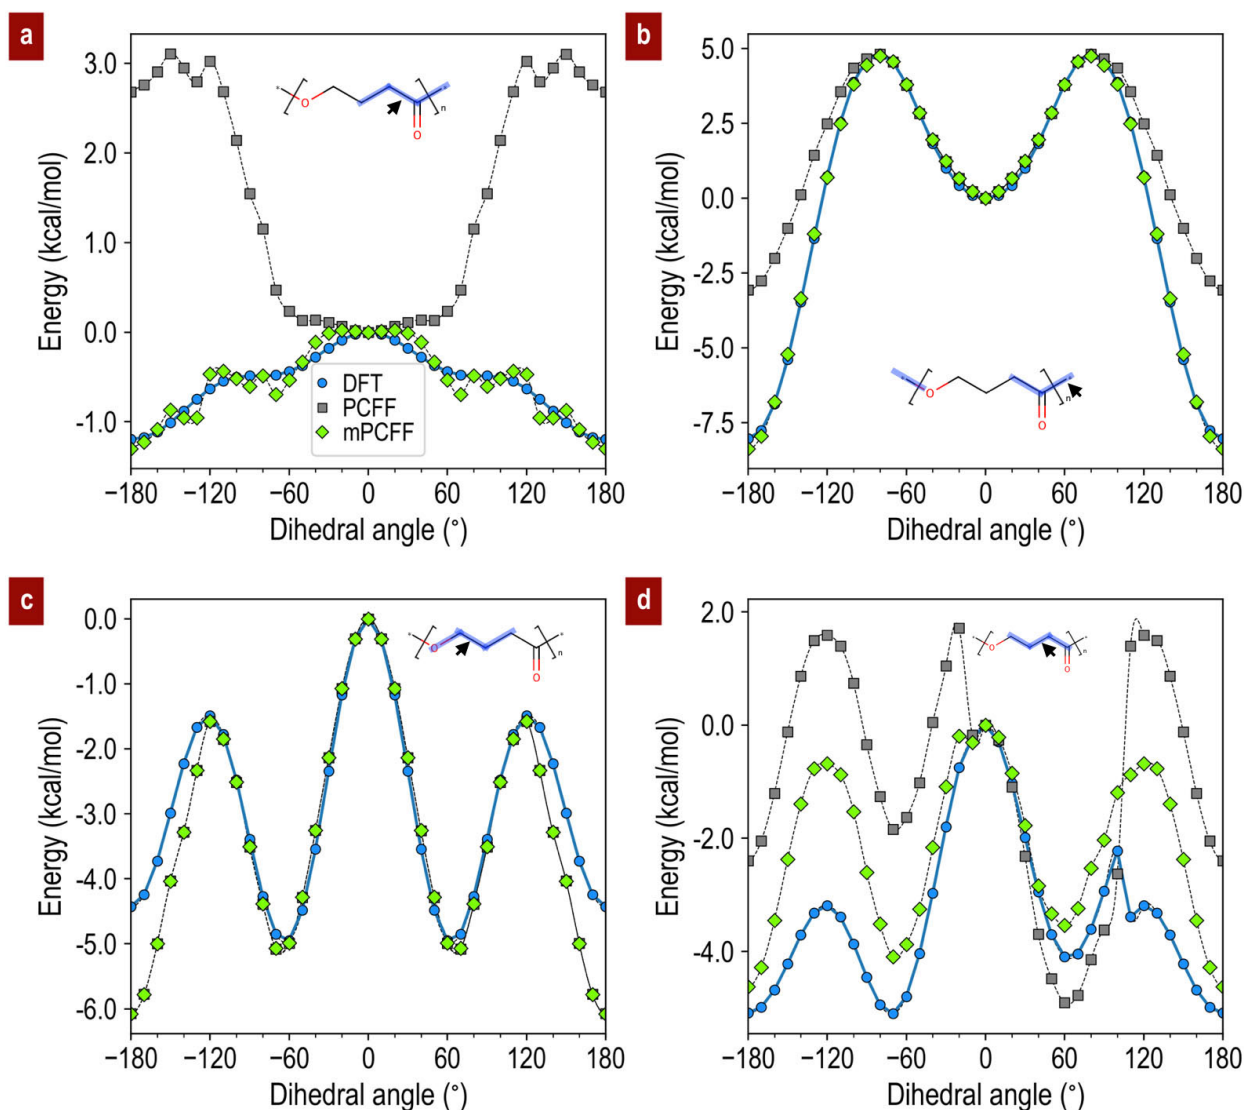 a
Energy (kcal/mol)
3.0
2.0
1.0
0.0
-1.0
* O O n *
DFT
PCFF
mPCFF
−180 −120 −60 0 60 120 180
Dihedral angle (°)
b
Energy (kcal/mol)
5.0
2.5
0.0
-2.5
-5.0
-7.5
O O n
−180 −120 −60 0 60 120 180
Dihedral angle (°)
c
Energy (kcal/mol)
0.0
-1.0
-2.0
-3.0
-4.0
-5.0
-6.0
* O O n *
−180 −120 −60 0 60 120 180
Dihedral angle (°)
d
Energy (kcal/mol)
2.0
0.0
-2.0
-4.0
* O O n *
−180 −120 −60 0 60 120 180
Dihedral angle (°)